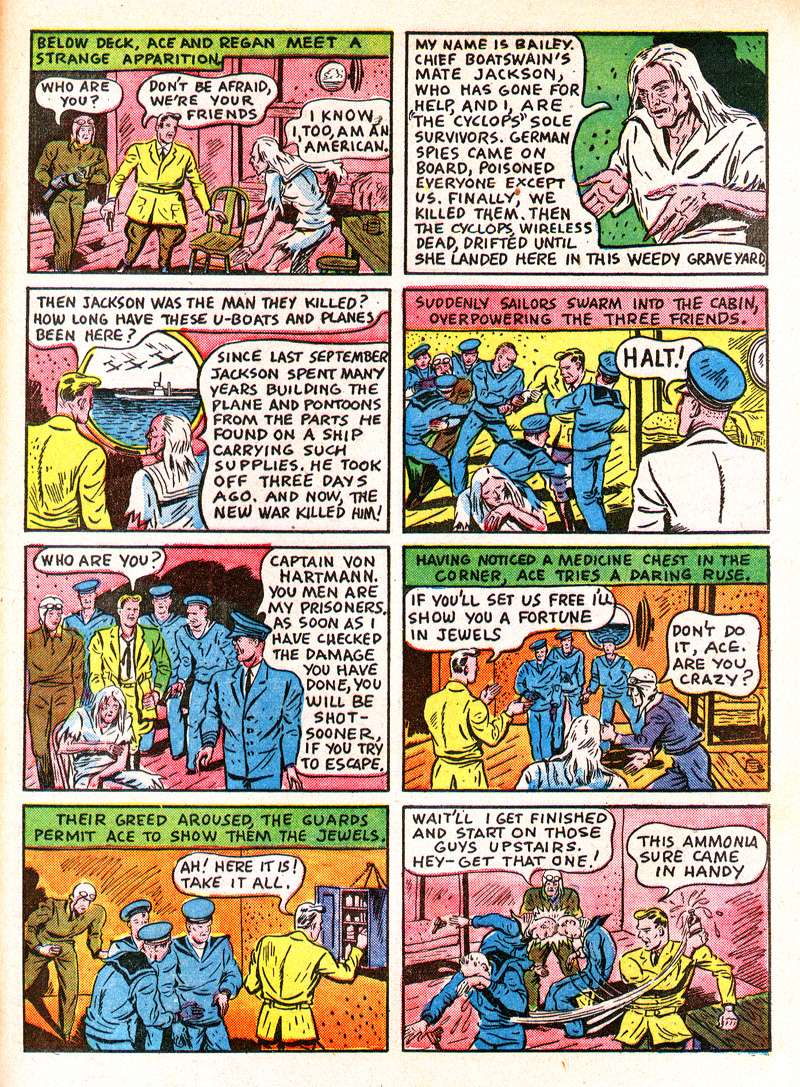 BELOW DECK, ACE AND REGAN MEET A
STRANGE APPARITION.
WHO ARE
YOU?
DON'T BE AFRAID,
WE'RE YOUR
FRIENDS
I KNOW,
I, TOO, AM AN
AMERICAN.
MY NAME IS BAILEY.
CHIEF BOATSWAIN'S
MATE JACKSON,
WHO HAS GONE FOR
HELP, AND I, ARE
"THE 'CYCLOPS'" SOLE
SURVIVORS. GERMAN
SPIES CAME ON
BOARD, POISONED
EVERYONE EXCEPT
US. FINALLY, WE
KILLED THEM. THEN
THE CYCLOPS, WIRELESS
DEAD, DRIFTED UNTIL
SHE LANDED HERE IN THIS WEEDY GRAVEYARD
THEN JACKSON WAS THE MAN THEY KILLED?
HOW LONG HAVE THESE U-BOATS AND PLANES
BEEN HERE?
SINCE LAST SEPTEMBER
JACKSON SPENT MANY
YEARS BUILDING THE
PLANE AND PONTOONS
FROM THE PARTS HE
FOUND ON A SHIP
CARRYING SUCH
SUPPLIES. HE TOOK
OFF THREE DAYS
AGO. AND NOW, THE
NEW WAR KILLED HIM!
SUDDENLY SAILORS SWARM INTO THE CABIN,
OVERPOWERING THE THREE FRIENDS.
HALT!
WHO ARE YOU?
CAPTAIN VON
HARTMANN.
YOU MEN ARE
MY PRISONERS.
AS SOON AS I
HAVE CHECKED
THE DAMAGE
YOU HAVE
DONE, YOU
WILL BE
SHOT-
SOONER,
IF YOU TRY
TO ESCAPE.
HAVING NOTICED A MEDICINE CHEST IN THE
CORNER, ACE TRIES A DARING RUSE.
IF YOU'LL SET US FREE I'LL
SHOW YOU A FORTUNE
IN JEWELS
DON'T DO
IT, ACE.
ARE YOU
CRAZY?
THEIR GREED AROUSED, THE GUARDS
PERMIT ACE TO SHOW THEM THE JEWELS.
AH! HERE IT IS!
TAKE IT ALL.
WAIT'LL I GET FINISHED
AND START ON THOSE
GUYS UPSTAIRS.
HEY-GET THAT ONE!
THIS AMMONIA
SURE CAME
IN HANDY